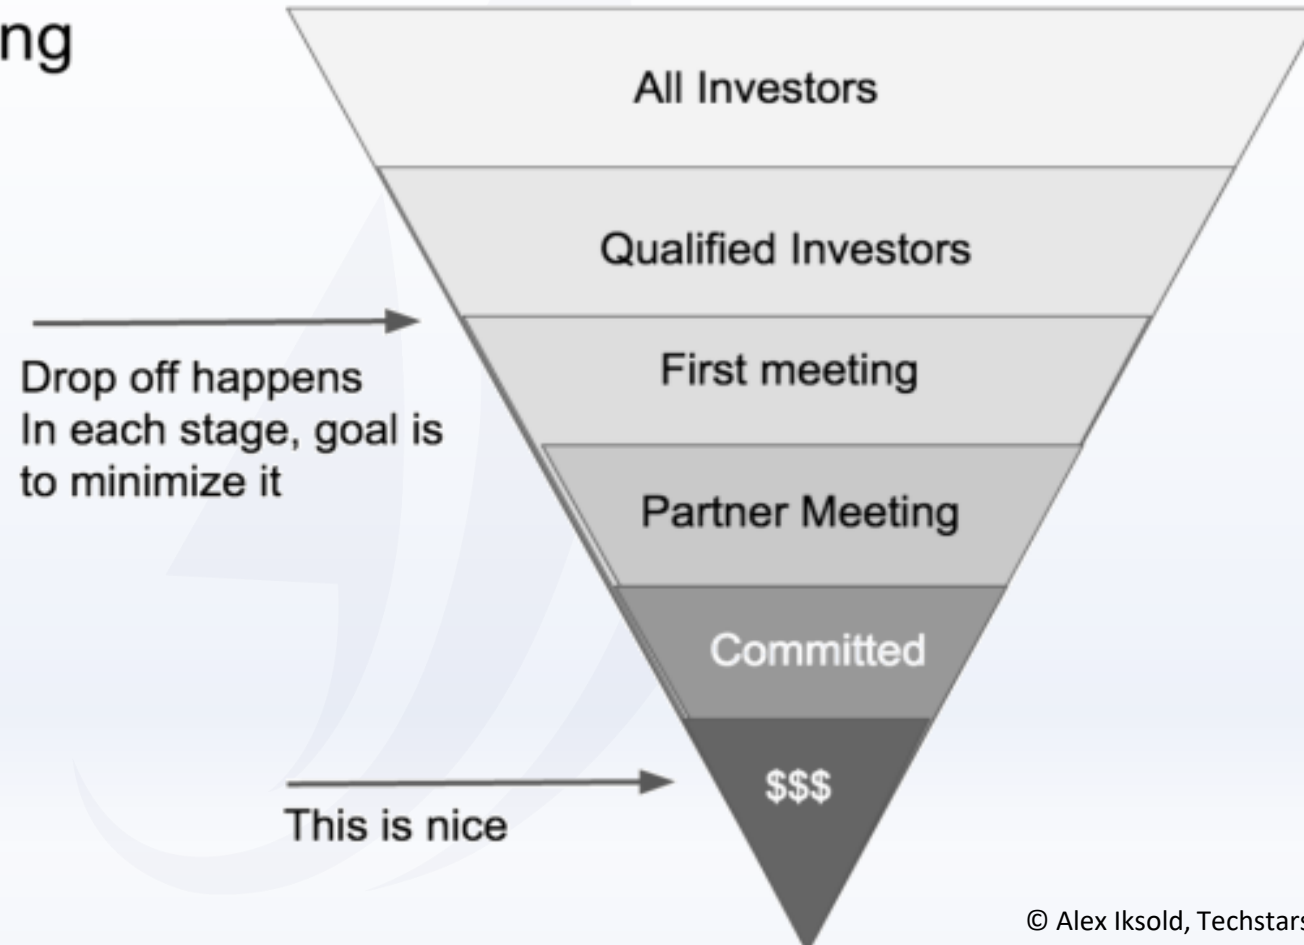 ng
All Investors
Qualified Investors
First meeting
Drop off happens
In each stage, goal is
to minimize it
Partner Meeting
Committed
$$$
This is nice
© Alex Iksold, Techstars